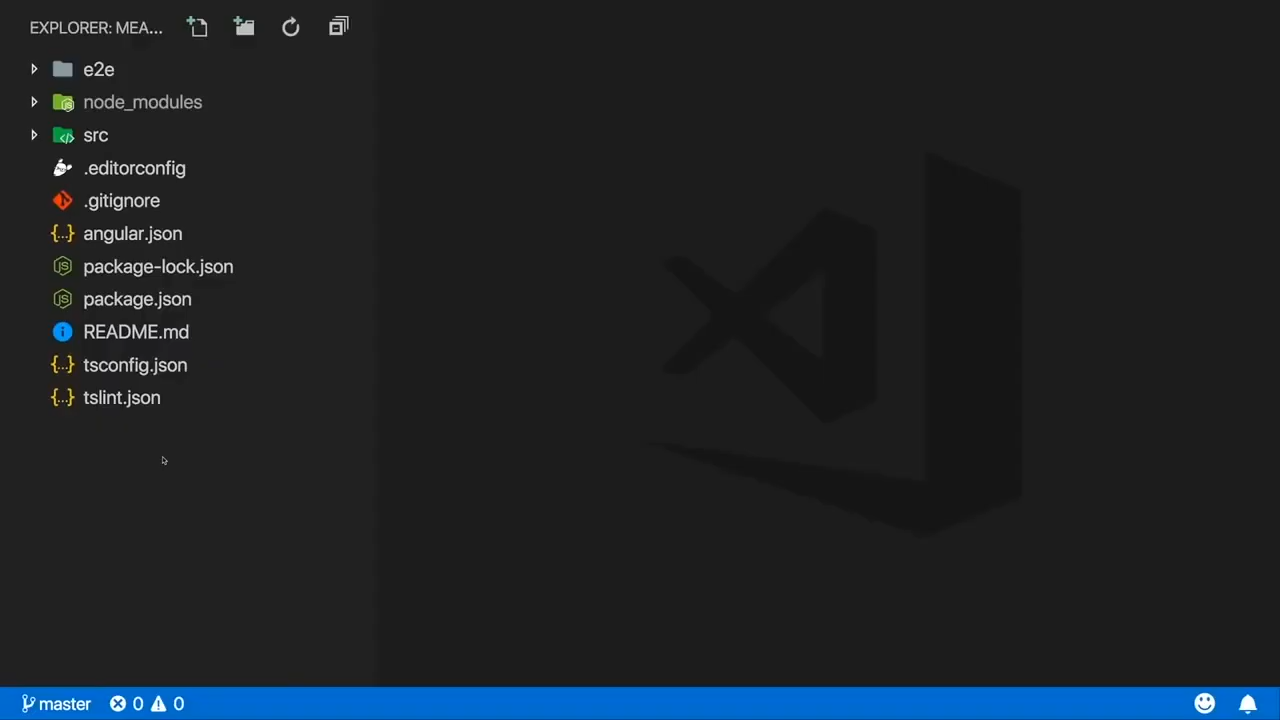 EXPLORER: MEA...
e2e
node_modules
src
.editorconfig
.gitignore
angular.json
package-lock.json
package.json
README.md
tsconfig.json
tslint.json
master 0 0